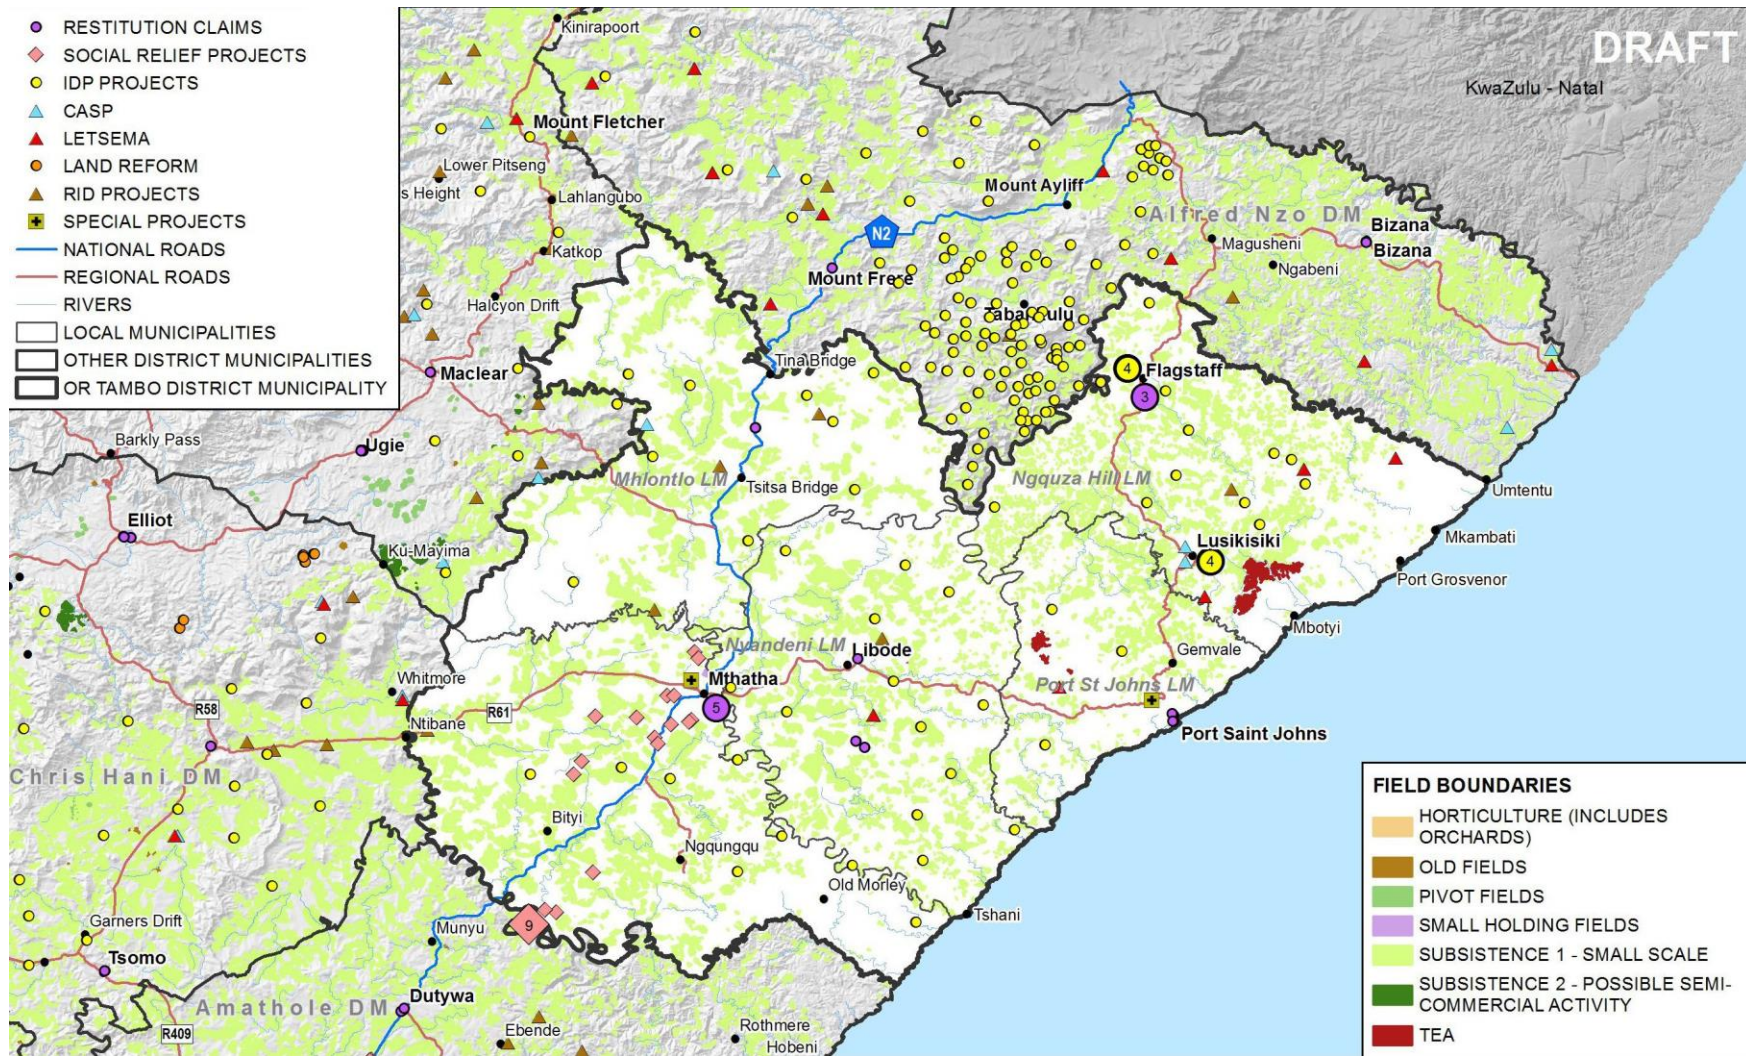 RESTITUTION CLAIMS
SOCIAL RELIEF PROJECTS
IDP PROJECTS
CASP
LETSEMA
LAND REFORM
RID PROJECTS
SPECIAL PROJECTS
NATIONAL ROADS
REGIONAL ROADS
RIVERS
LOCAL MUNICIPALITIES
OTHER DISTRICT MUNICIPALITIES
OR TAMBO DISTRICT MUNICIPALITY
DRAFT
KwaZulu - Natal
Kinirapoort
Mount Fletcher
Lower Pitseng
s Height
Lahlangubo
Katkop
Halcyon Drift
Maclear
Mount Ayliff
Alfred Nzo DM
Bizana
Bizana
Magusheni
Ngabeni
N2
Mount Frere
Tina Bridge
4
Flagstaff
3
Barkly Pass
Ugie
Mhlontlo LM
Tsitsa Bridge
Ngquza Hill LM
Umtentu
Elliot
Ku-Mayima
Lusikisiki
4
Mkambati
Port Grosvenor
Mbotyi
Nyandeni LM
Libode
Gemvale
Whitmore
Mthatha
5
Port St Johns LM
R58
R61
Ntibane
Port Saint Johns
Chris Hani DM
Bityi
Ngqungqu
Old Morley
Tshani
Garners Drift
Munyu
9
Tsomo
Amathole DM
Dutywa
R409
Ebende
Rothmere
Hobeni
FIELD BOUNDARIES
HORTICULTURE (INCLUDES
ORCHARDS)
OLD FIELDS
PIVOT FIELDS
SMALL HOLDING FIELDS
SUBSISTENCE 1 - SMALL SCALE
SUBSISTENCE 2 - POSSIBLE SEMI-
COMMERCIAL ACTIVITY
TEA